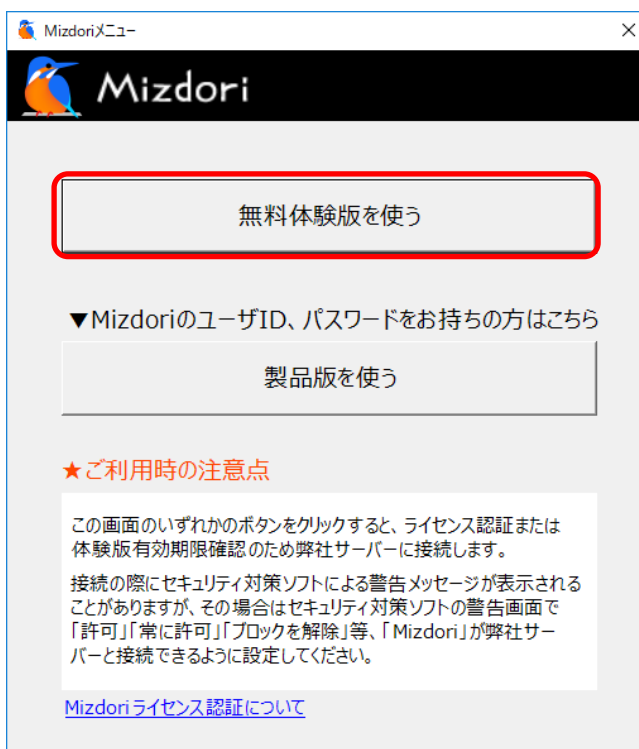 Mizdoriメニュー
Mizdori
無料体験版を使う
▼MizdoriのユーザID、パスワードをお持ちの方はこちら
製品版を使う
★ご利用時の注意点
この画面のいずれかのボタンをクリックすると、ライセンス認証または
体験版有効期限確認のため弊社サーバーに接続します。
接続の際にセキュリティ対策ソフトによる警告メッセージが表示される
ことがありますが、その場合はセキュリティ対策ソフトの警告画面で
「許可」「常に許可」「ブロックを解除」等、「Mizdori」が弊社サー
バーと接続できるように設定してください。
Mizdoriライセンス認証について